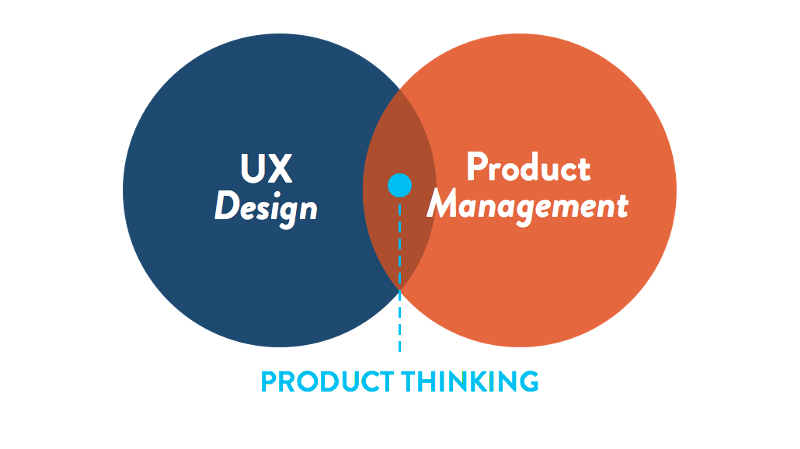 UX
Design
Product
Management
PRODUCT THINKING